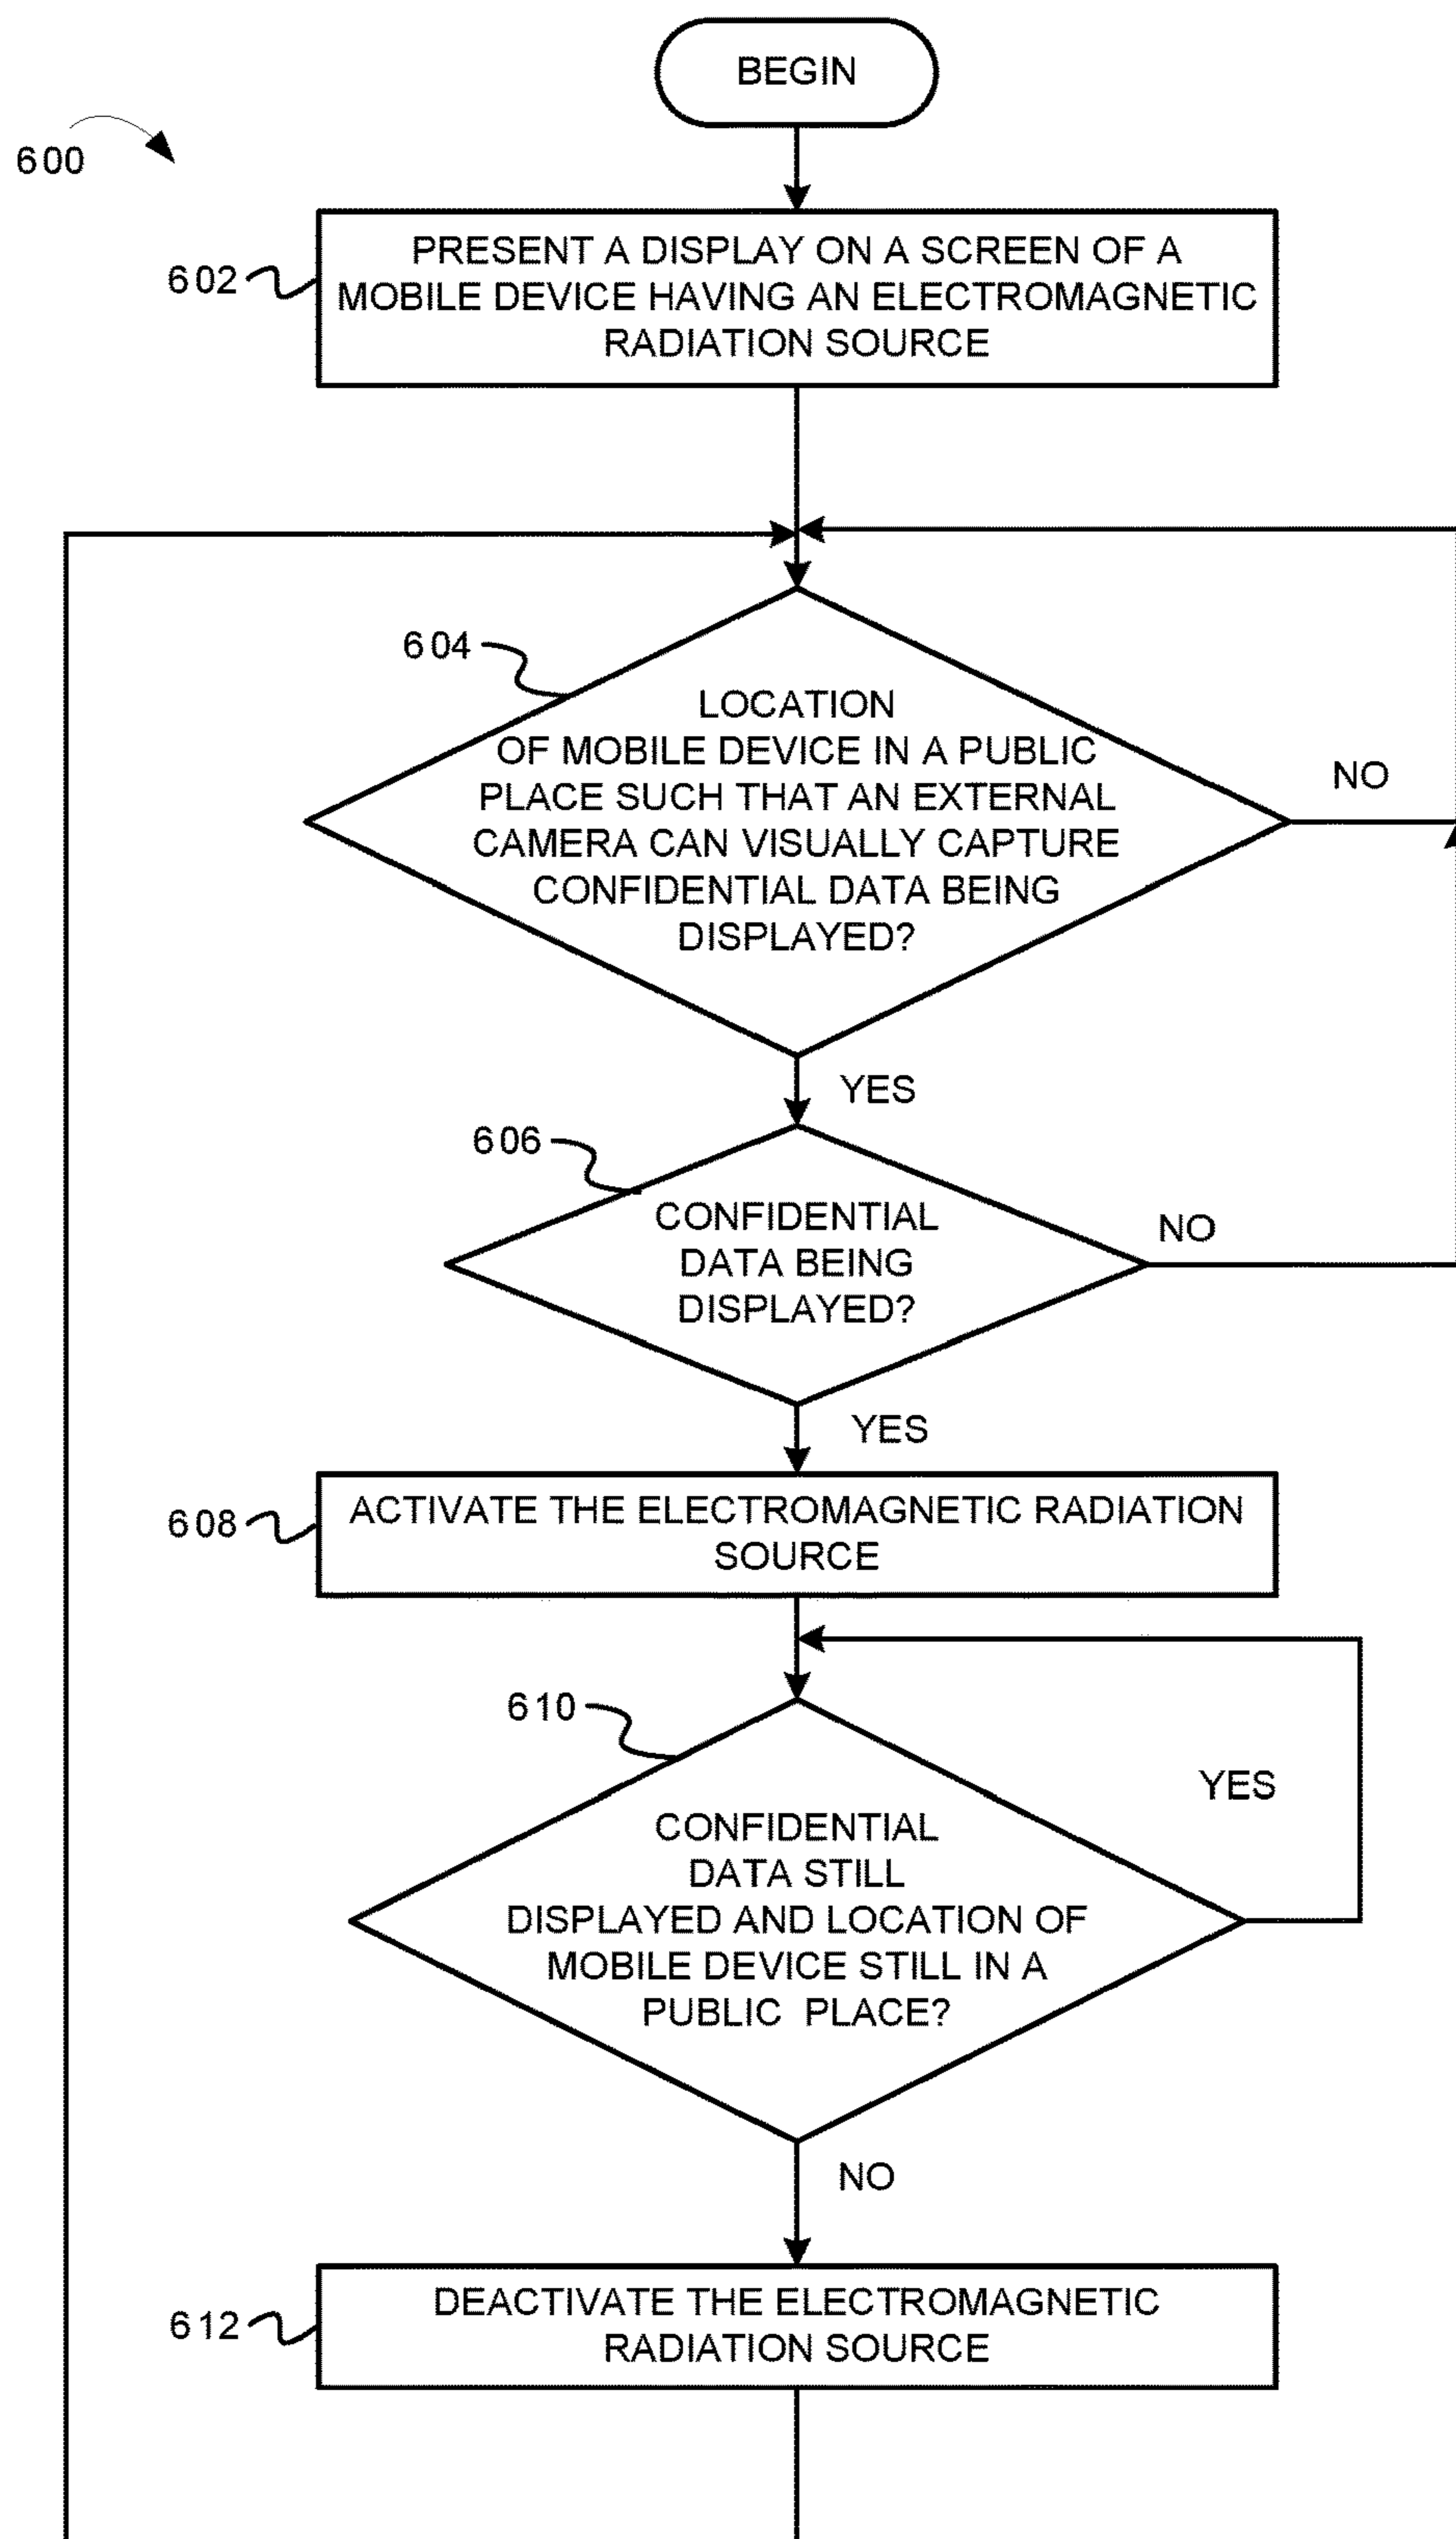 BEGIN
600
602
PRESENT A DISPLAY ON A SCREEN OF A
MOBILE DEVICE HAVING AN ELECTROMAGNETIC
RADIATION SOURCE
604
LOCATION
OF MOBILE DEVICE IN A PUBLIC
PLACE SUCH THAT AN EXTERNAL
CAMERA CAN VISUALLY CAPTURE
CONFIDENTIAL DATA BEING
DISPLAYED?
NO
YES
606
CONFIDENTIAL
DATA BEING
DISPLAYED?
NO
YES
608
ACTIVATE THE ELECTROMAGNETIC RADIATION
SOURCE
610
CONFIDENTIAL
DATA STILL
DISPLAYED AND LOCATION OF
MOBILE DEVICE STILL IN A
PUBLIC PLACE?
YES
NO
612
DEACTIVATE THE ELECTROMAGNETIC
RADIATION SOURCE